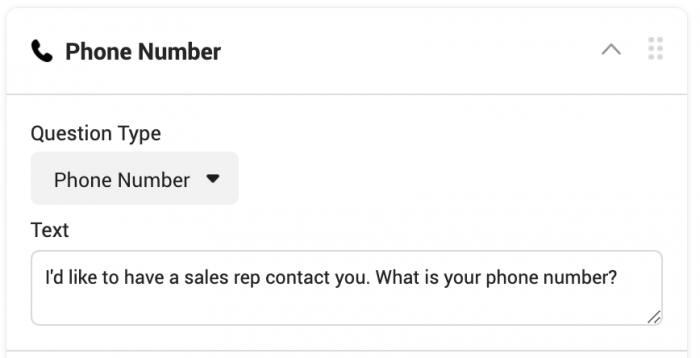 Phone Number
Question Type
Phone Number
Text
I'd like to have a sales rep contact you. What is your phone number?